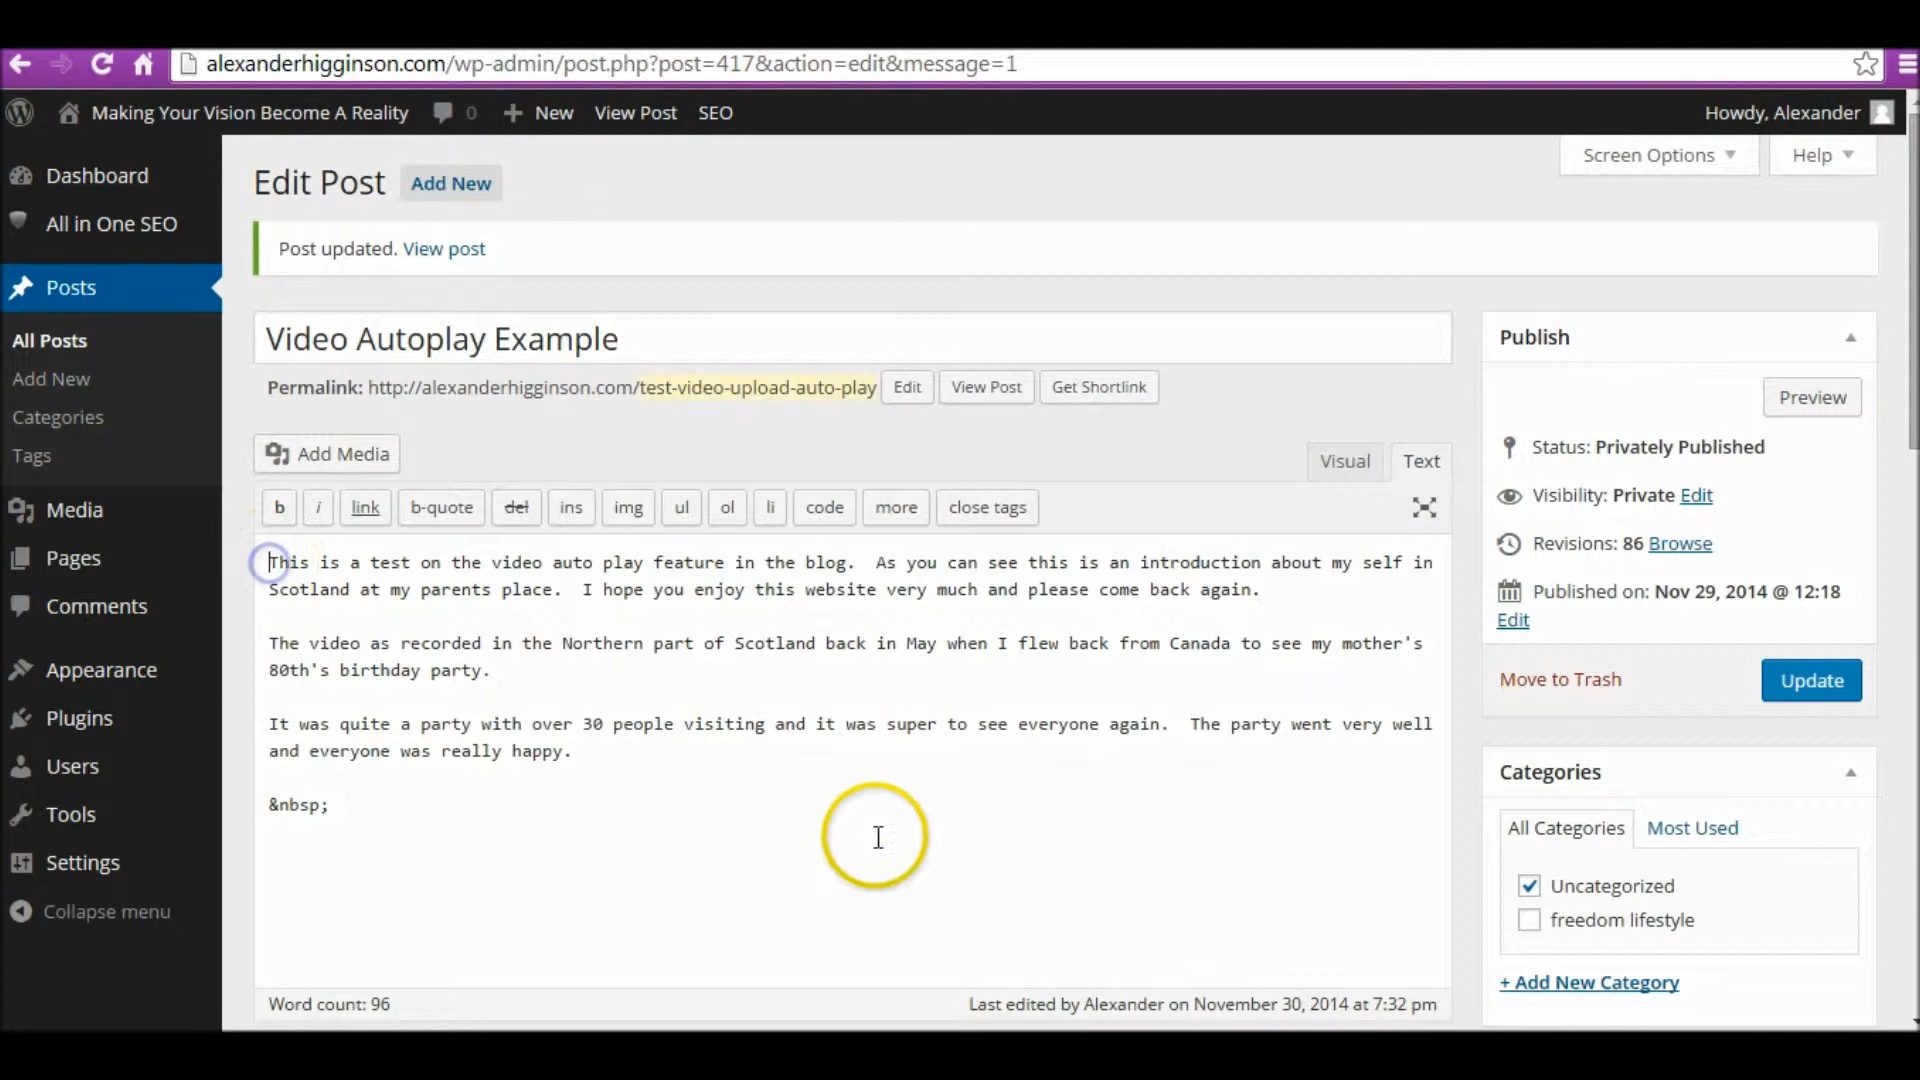 alexanderhigginson.com/wp-admin/post.php?post=417&action=edit&message=1
Making Your Vision Become A Reality 0 New View Post SEO Howdy, Alexander
Screen Options Help
Dashboard
All in One SEO
Posts
All Posts
Add New
Categories
Tags
Media
Pages
Comments
Appearance
Plugins
Users
Tools
Settings
Collapse menu
Edit Post Add New
Post updated. View post
Video Autoplay Example
Permalink: http://alexanderhigginson.com/test-video-upload-auto-play Edit View Post Get Shortlink
Add Media
Visual Text
b i link b-quote del ins img ul ol li code more close tags
This is a test on the video auto play feature in the blog.  As you can see this is an introduction about my self in
Scotland at my parents place.  I hope you enjoy this website very much and please come back again.
The video as recorded in the Northern part of Scotland back in May when I flew back from Canada to see my mother's
80th's birthday party.
It was quite a party with over 30 people visiting and it was super to see everyone again.  The party went very well
and everyone was really happy.
&nbsp;
Word count: 96 Last edited by Alexander on November 30, 2014 at 7:32 pm
Publish
Preview
Status: Privately Published
Visibility: Private Edit
Revisions: 86 Browse
Published on: Nov 29, 2014 @ 12:18
Edit
Move to Trash Update
Categories
All Categories Most Used
Uncategorized
freedom lifestyle
+ Add New Category